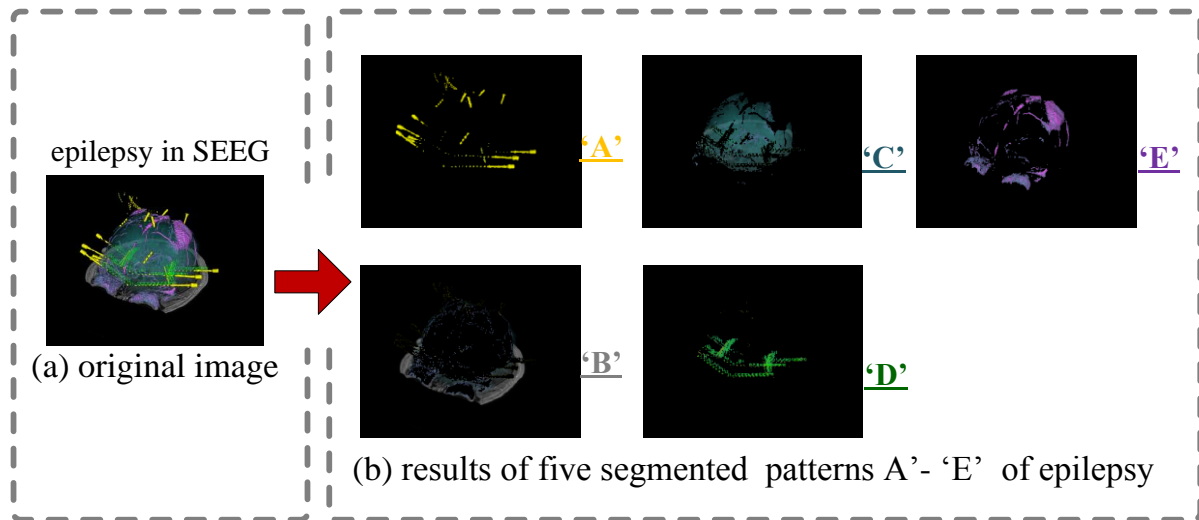 epilepsy in SEEG
(a) original image
‘A’
‘C’
‘E’
‘B’
‘D’
(b) results of five segmented patterns A’- ‘E’ of epilepsy